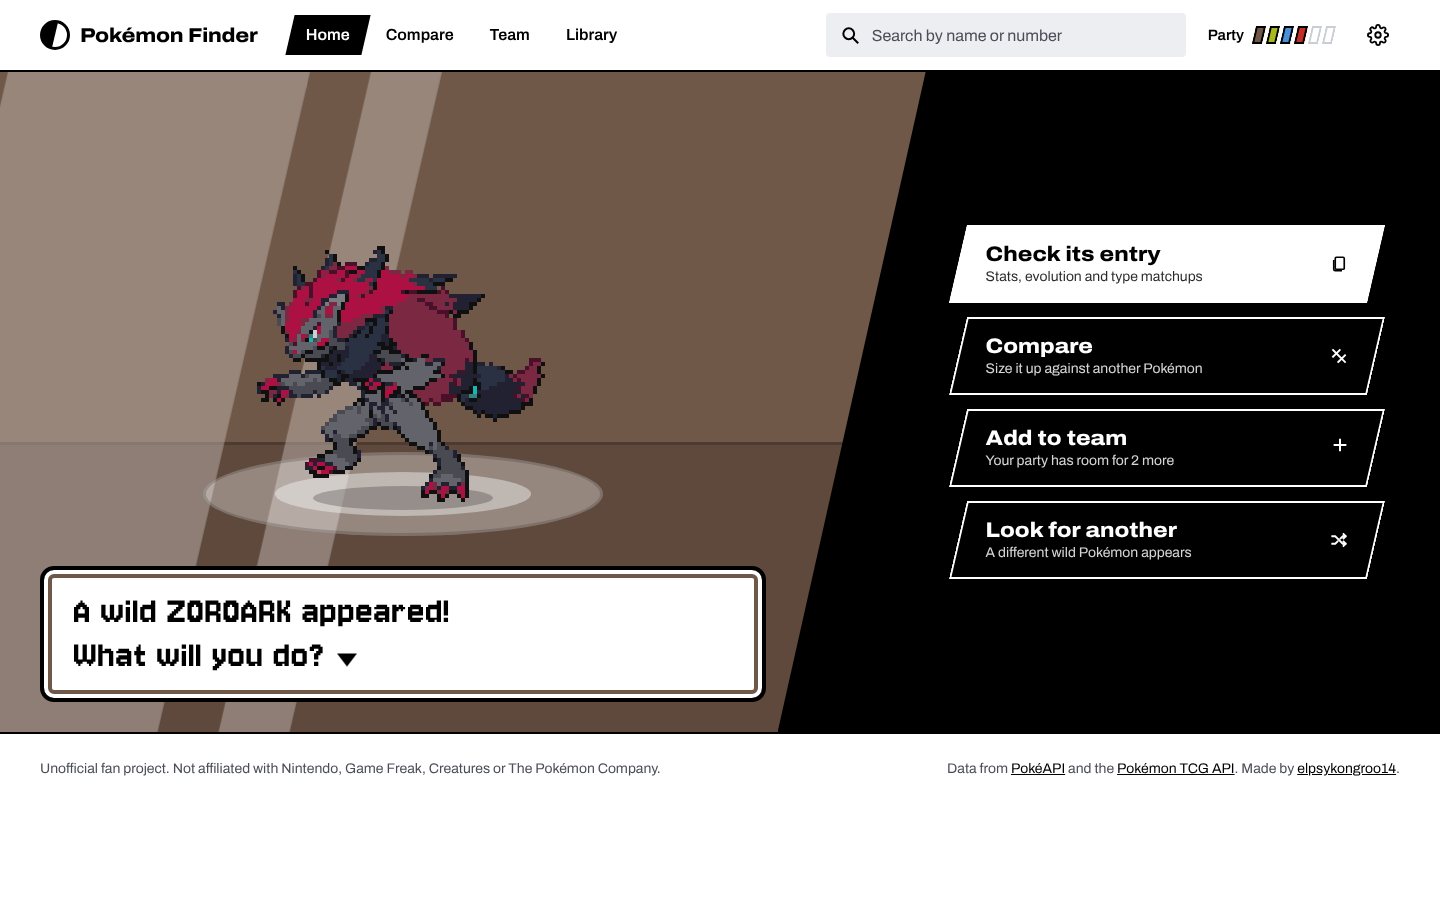 Pokémon Finder
Home
Compare
Team
Library
Search by name or number
Party
A wild ZOROARK appeared!
What will you do?
Check its entry
Stats, evolution and type matchups
Compare
Size it up against another Pokémon
Add to team
Your party has room for 2 more
Look for another
A different wild Pokémon appears
Unofficial fan project. Not affiliated with Nintendo, Game Freak, Creatures or The Pokémon Company.
Data from PokéAPI and the Pokémon TCG API. Made by elpsykongroo14.